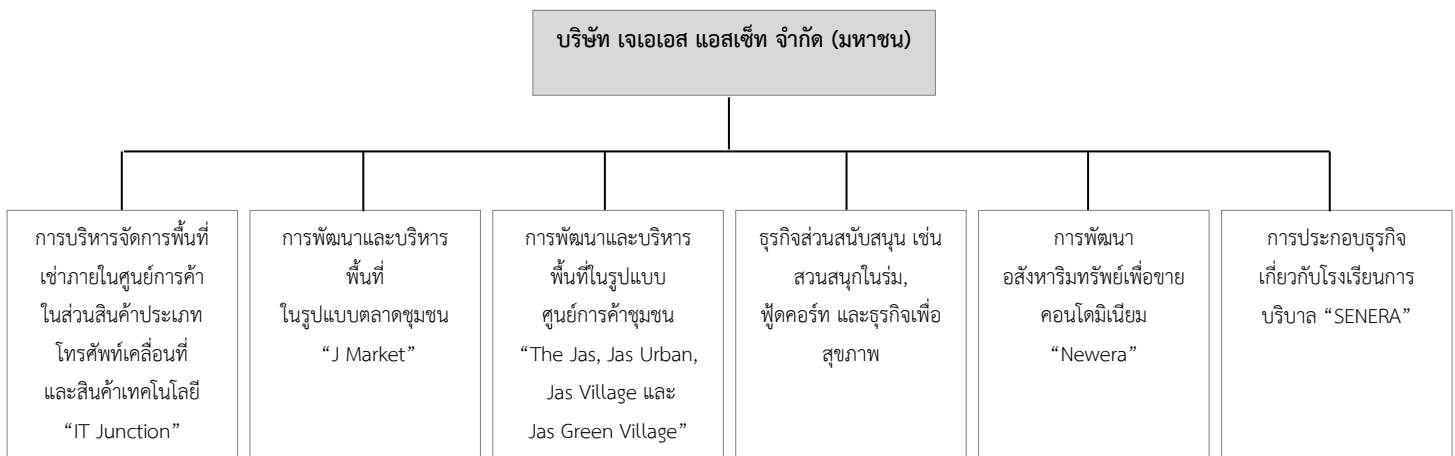 บริษัท เจเอเอส แอสเซ็ท จำกัด (มหาชน)
การบริหารจัดการพื้นที่
เช่าภายในศูนย์การค้า
ในส่วนสินค้าประเภท
โทรศัพท์เคลื่อนที่
และสินค้าเทคโนโลยี
“IT Junction”
การพัฒนาและบริหาร
พื้นที่
ในรูปแบบตลาดชุมชน
“J Market”
การพัฒนาและบริหาร
พื้นที่ในรูปแบบ
ศูนย์การค้าชุมชน
“The Jas, Jas Urban,
Jas Village และ
Jas Green Village”
ธุรกิจส่วนสนับสนุน เช่น
สวนสนุกในร่ม,
ฟู้ดคอร์ท และธุรกิจเพื่อ
สุขภาพ
การพัฒนา
อสังหาริมทรัพย์เพื่อขาย
คอนโดมิเนียม
“Newera”
การประกอบธุรกิจ
เกี่ยวกับโรงเรียนการ
บริบาล “SENERA”